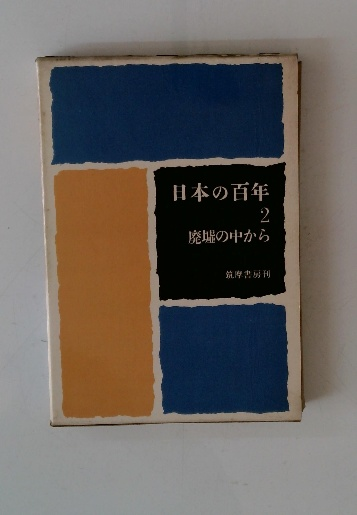 日本の百年
2
廃墟の中から
筑摩書房刊